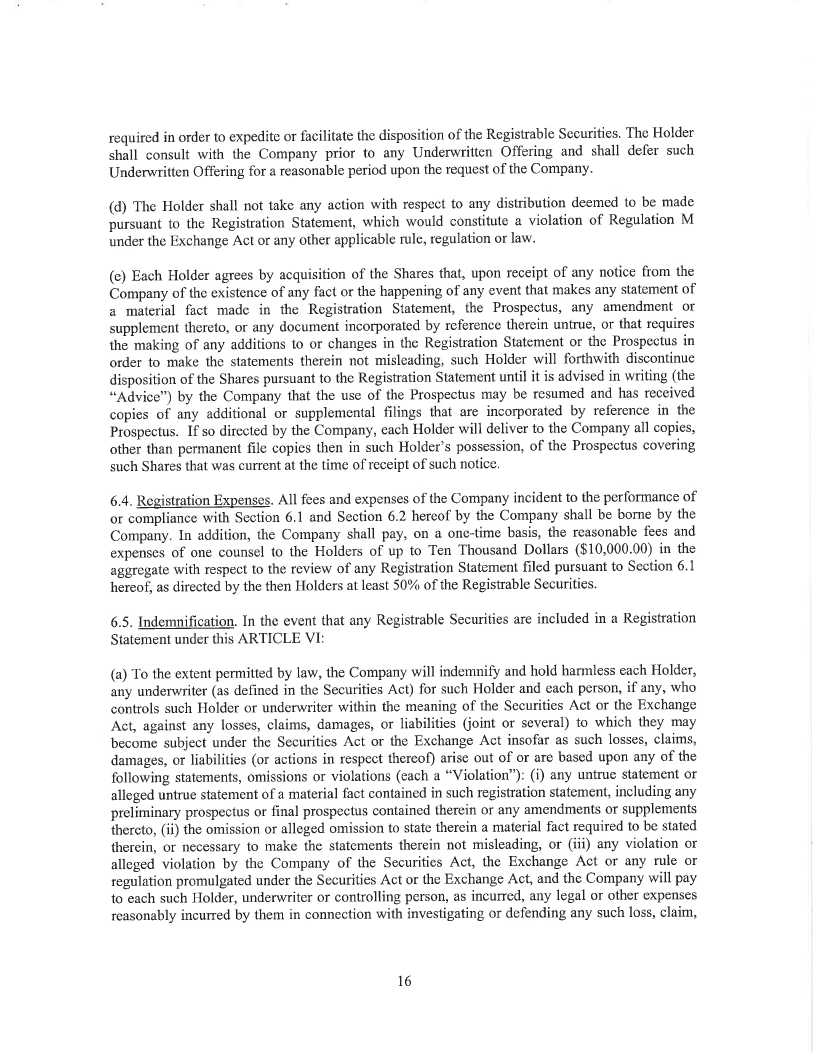 required in order to expedite or facilitate the disposition of the Registrable Securities. The Holder
shall consult with the Company prior to any Underwritten Offering and shall defer such
Underwritten Offering for a reasonable period upon the request of the Company.
(d) The Holder shall not take any action with respect to any distribution deemed to be made
pursuant to the Registration Statement, which would constitute a violation of Regulation M
under the Exchange Act or any other applicable rule, regulation or law.
(e) Each Holder agrees by acquisition of the Shares that, upon receipt of any notice from the
Company of the existence of any fact or the happening of any event that makes any statement of
a material fact made in the Registration Statement, the Prospectus, any amendment or
supplement thereto, or any document incorporated by reference therein untrue, or that requires
the making of any additions to or changes in the Registration Statement or the Prospectus in
order to make the statements therein not misleading, such Holder will forthwith discontinue
disposition of the Shares pursuant to the Registration Statement until it is advised in writing (the
“Advice”) by the Company that the use of the Prospectus may be resumed and has received
copies of any additional or supplemental filings that are incorporated by reference in the
Prospectus. If so directed by the Company, each Holder will deliver to the Company all copies,
other than permanent file copies then in such Holder’s possession, of the Prospectus covering
such Shares that was current at the time of receipt of such notice.
6.4. Registration Expenses. All fees and expenses of the Company incident to the performance of
or compliance with Section 6.1 and Section 6.2 hereof by the Company shall be borne by the
Company. In addition, the Company shall pay, on a one-time basis, the reasonable fees and
expenses of one counsel to the Holders of up to Ten Thousand Dollars ($10,000.00) in the
aggregate with respect to the review of any Registration Statement filed pursuant to Section 6.1
hereof, as directed by the then Holders at least 50% of the Registrable Securities.
6.5. Indemnification. In the event that any Registrable Securities are included in a Registration
Statement under this ARTICLE VI:
(a) To the extent permitted by law, the Company will indemnify and hold harmless each Holder,
any underwriter (as defined in the Securities Act) for such Holder and each person, if any, who
controls such Holder or underwriter within the meaning of the Securities Act or the Exchange
Act, against any losses, claims, damages, or liabilities (joint or several) to which they may
become subject under the Securities Act or the Exchange Act insofar as such losses, claims,
damages, or liabilities (or actions in respect thereof) arise out of or are based upon any of the
following statements, omissions or violations (each a “Violation”): (i) any untrue statement or
alleged untrue statement of a material fact contained in such registration statement, including any
preliminary prospectus or final prospectus contained therein or any amendments or supplements
thereto, (ii) the omission or alleged omission to state therein a material fact required to be stated
therein, or necessary to make the statements therein not misleading, or (iii) any violation or
alleged violation by the Company of the Securities Act, the Exchange Act or any rule or
regulation promulgated under the Securities Act or the Exchange Act, and the Company will pay
to each such Holder, underwriter or controlling person, as incurred, any legal or other expenses
reasonably incurred by them in connection with investigating or defending any such loss, claim,
16